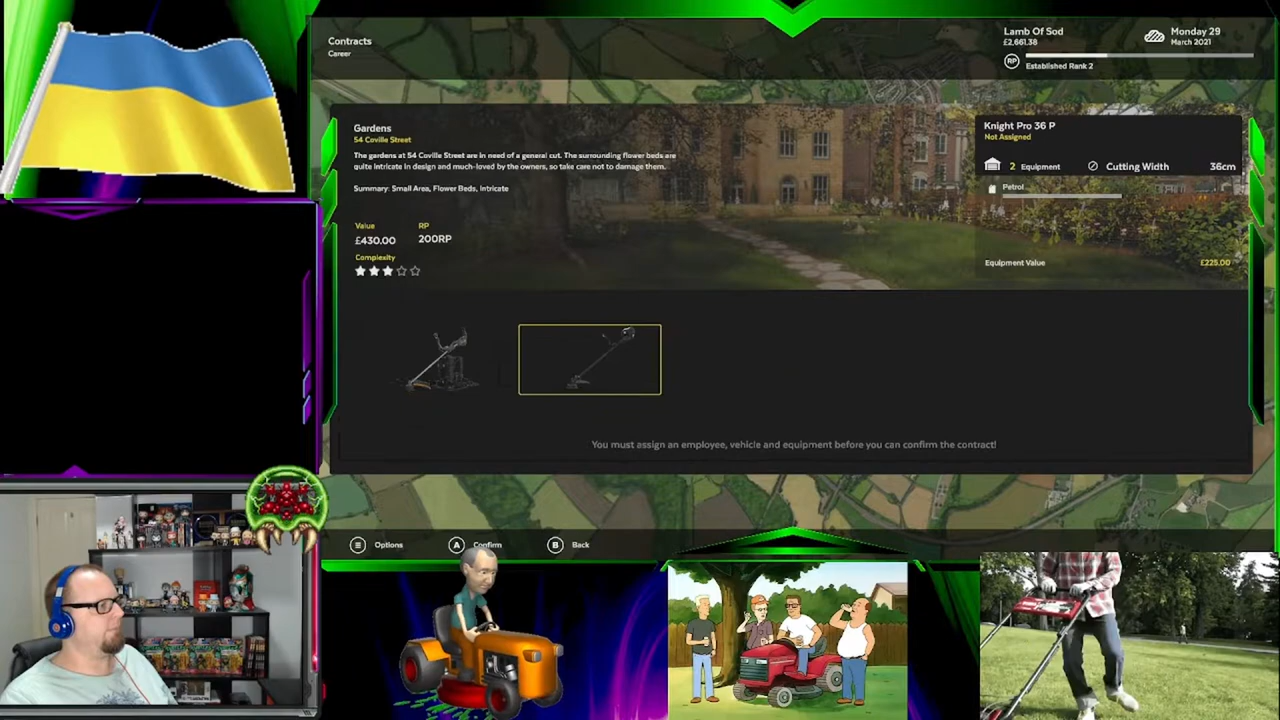 Contracts
Career
Lamb Of Sod
£2,661.38
RP
Established Rank 2
Monday 29
March 2021
Gardens
54 Coville Street
The gardens at 54 Coville Street are in need of a general cut. The surrounding flower beds are
quite intricate in design and much-loved by the owners, so take care not to damage them.
Summary: Small Area, Flower Beds, Intricate
Value
£430.00
RP
200RP
Complexity
Knight Pro 36 P
Not Assigned
2 Equipment
Cutting Width 36cm
Petrol
Equipment Value £225.00
You must assign an employee, vehicle and equipment before you can confirm the contract!
Options
A Confirm
B Back